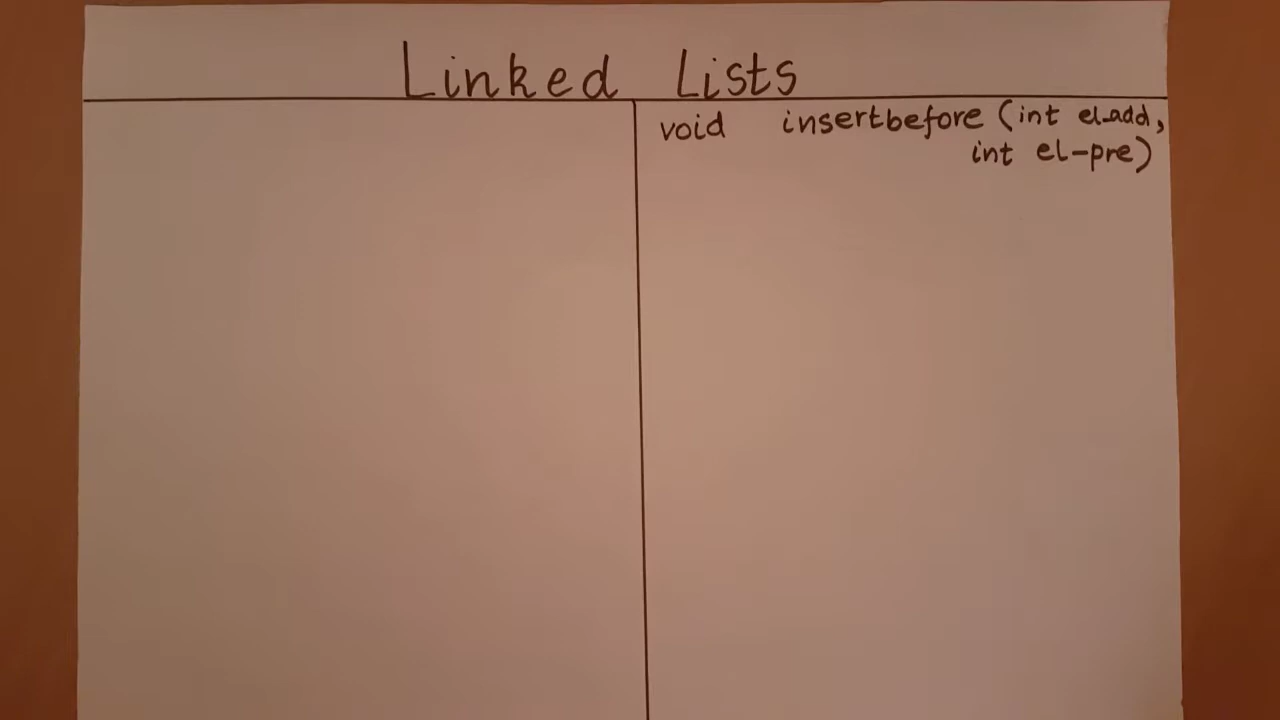 Linked Lists
void insertbefore (int el-add,
int el-pre)